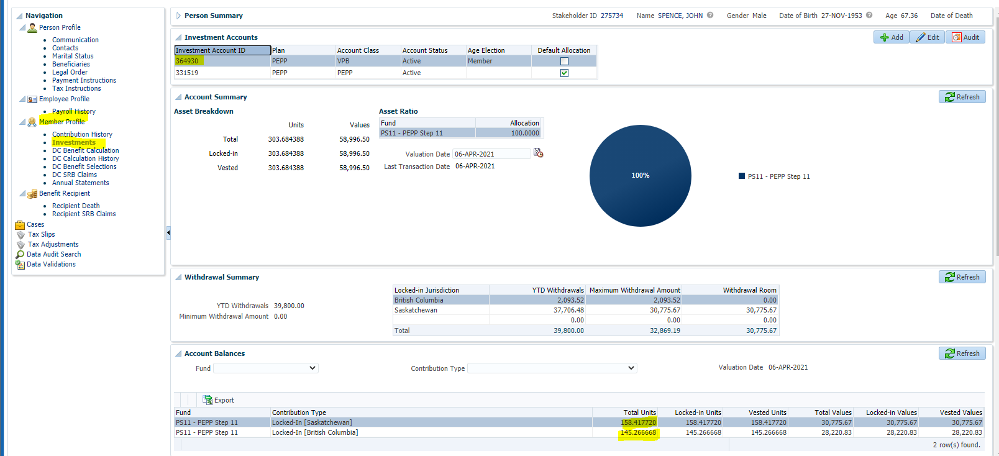 Navigation
Person Profile
Communication
Contacts
Marital Status
Beneficiaries
Legal Order
Payment Instructions
Tax Instructions
Employee Profile
Payroll History
Member Profile
Contribution History
Investments
DC Benefit Calculation
DC Calculation History
DC Benefit Selections
DC SRB Claims
Annual Statements
Benefit Recipient
Recipient Death
Recipient SRB Claims
Cases
Tax Slips
Tax Adjustments
Data Audit Search
Data Validations
Person Summary Stakeholder ID 275734 Name SPENCE, JOHN Gender Male Date of Birth 27-NOV-1953 Age 67.36 Date of Death
Investment Accounts Add Edit Audit
Investment Account ID Plan Account Class Account Status Age Election Default Allocation
364930 PEPP VPB Active Member
331519 PEPP PEPP Active
Account Summary Refresh
Asset Breakdown
Units Values
Total 303.684388 58,996.50
Locked-in 303.684388 58,996.50
Vested 303.684388 58,996.50
Asset Ratio
Fund Allocation
PS11 - PEPP Step 11 100.0000
Valuation Date 06-APR-2021
Last Transaction Date 06-APR-2021
100%
PS11 - PEPP Step 11
Withdrawal Summary Refresh
YTD Withdrawals 39,800.00
Minimum Withdrawal Amount 0.00
Locked-in Jurisdiction YTD Withdrawals Maximum Withdrawal Amount Withdrawal Room
British Columbia 2,093.52 2,093.52 0.00
Saskatchewan 37,706.48 30,775.67 30,775.67
0.00 0.00 0.00
Total 39,800.00 32,869.19 30,775.67
Account Balances Refresh
Fund Contribution Type Valuation Date 06-APR-2021
Export
Fund Contribution Type Total Units Locked-in Units Vested Units Total Values Locked-in Values Vested Values
PS11 - PEPP Step 11 Locked-In [Saskatchewan] 158.417720 158.417720 158.417720 30,775.67 30,775.67 30,775.67
PS11 - PEPP Step 11 Locked-In [British Columbia] 145.266668 145.266668 145.266668 28,220.83 28,220.83 28,220.83
2 row(s) found.